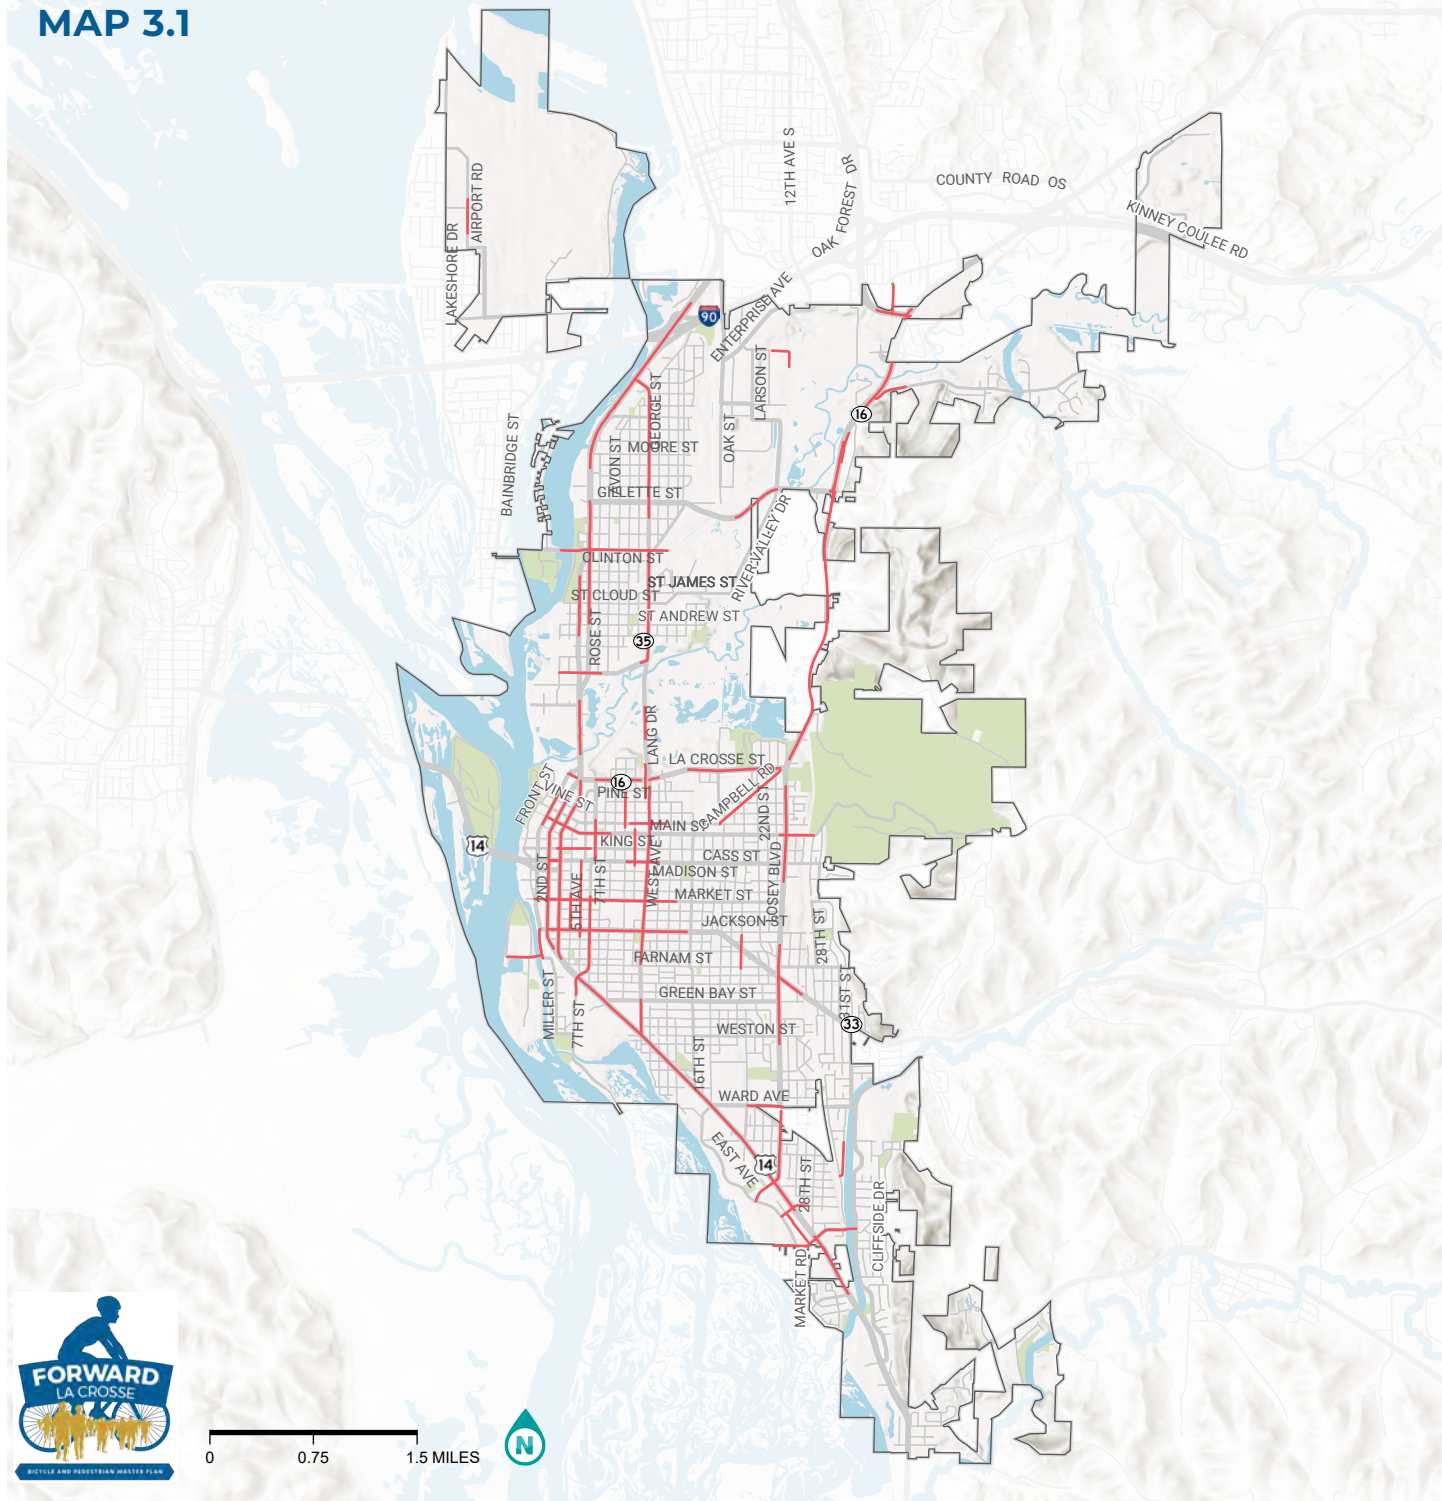 MAP 3.1
12TH AVE S
OAK FOREST DR
COUNTY ROAD OS
KINNEY COULEE RD
AIRPORT RD
LAKESHORE DR
90
ENTERPRISE AVE
LARSON ST
GEORGE ST
16
BAINBRIDGE ST
AVON ST
MOORE ST
OAK ST
GILLETTE ST
RIVER VALLEY DR
CLINTON ST
ST JAMES ST
ST CLOUD ST
ST ANDREW ST
ROSE ST
35
LANG DR
LA CROSSE ST
16
FRONT ST
VINE ST
PINE ST
CAMPBELL RD
22ND ST
MAIN ST
KING ST
14
CASS ST
2ND ST
5TH AVE
7TH ST
WEST AVE
MADISON ST
LOSEY BLVD
MARKET ST
JACKSON ST
28TH ST
FARNAM ST
MILLER ST
7TH ST
GREEN BAY ST
31ST ST
WESTON ST
33
16TH ST
WARD AVE
EAST AVE
14
28TH ST
CLIFFSIDE DR
MARKET RD
FORWARD
LA CROSSE
BICYCLE AND PEDESTRIAN MASTER PLAN
0 0.75 1.5 MILES
N